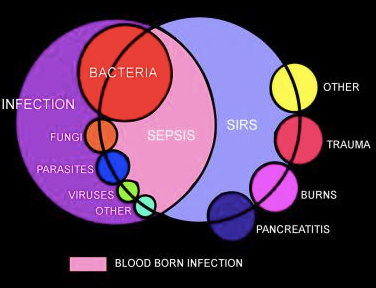 BACTERIA
INFECTION
FUNGI
PARASITES
VIRUSES
OTHER
SEPSIS
SIRS
OTHER
TRAUMA
BURNS
PANCREATITIS
BLOOD BORN INFECTION